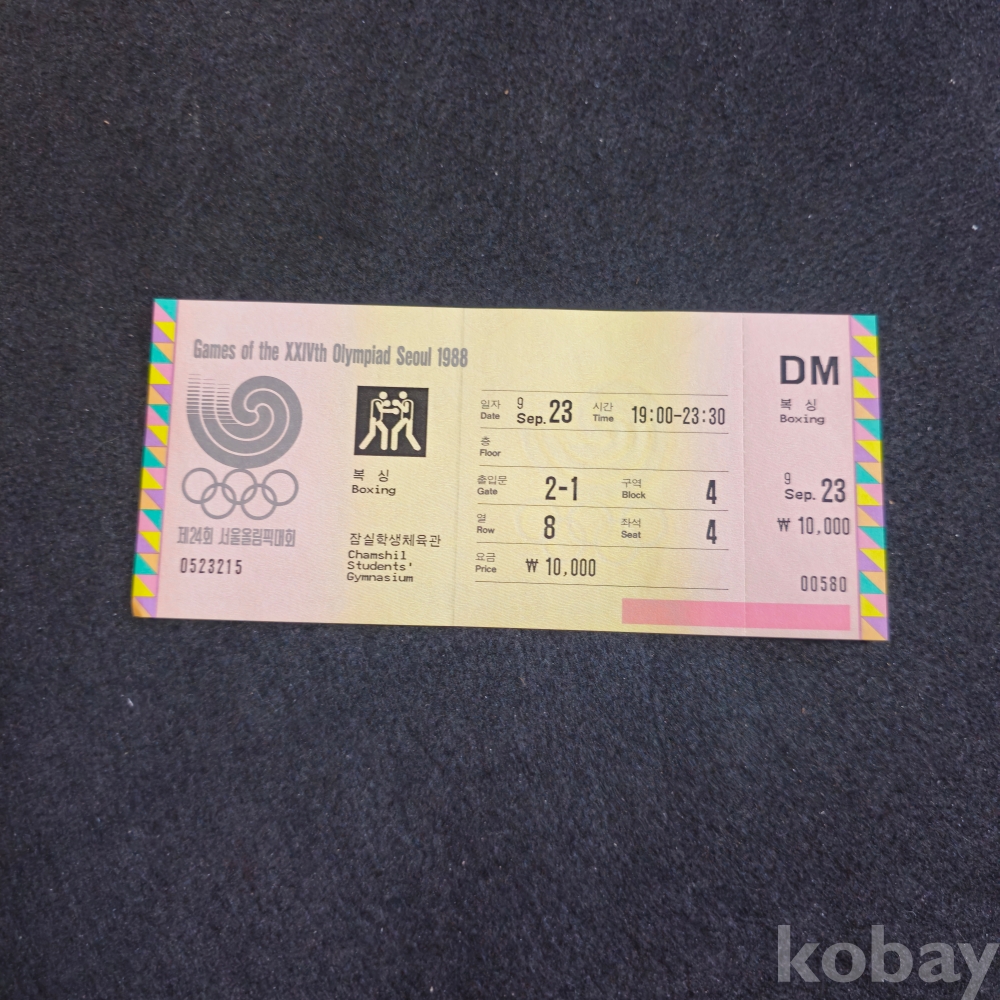 Games of the XXIVth Olympiad Seoul 1988
제24회 서울올림픽대회
0523215
복 싱
Boxing
잠실학생체육관
Chamshil
Students'
Gymnasium
일자 9 시간
Date Sep. 23 Time 19:00-23:30
층
Floor
출입문 구역
Gate 2-1 Block 4
열 좌석
Row 8 Seat 4
요금
Price ₩ 10,000
DM
복 싱
Boxing
9
Sep. 23
₩ 10,000
00580
kobay